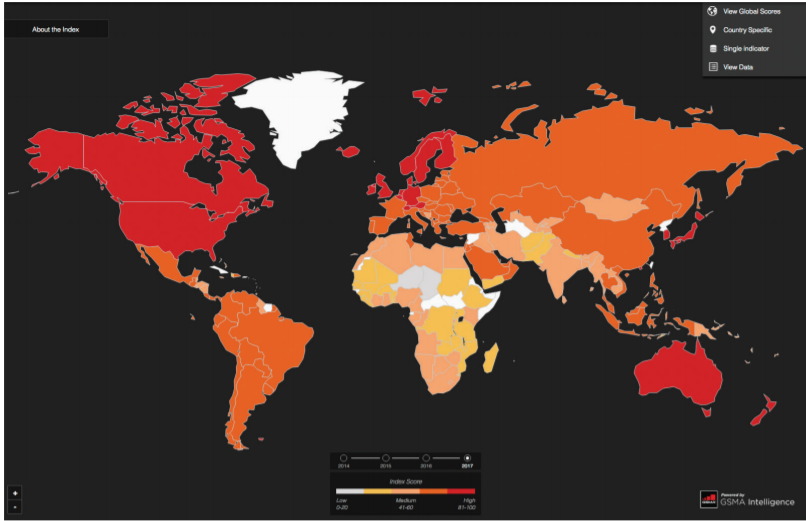 About the Index
View Global Scores
Country Specific
Single indicator
View Data
2014
2015
2016
2017
Index Score
Low
Medium
High
0-20
41-60
81-100
+
-
GSMA
Powered by
GSMA Intelligence